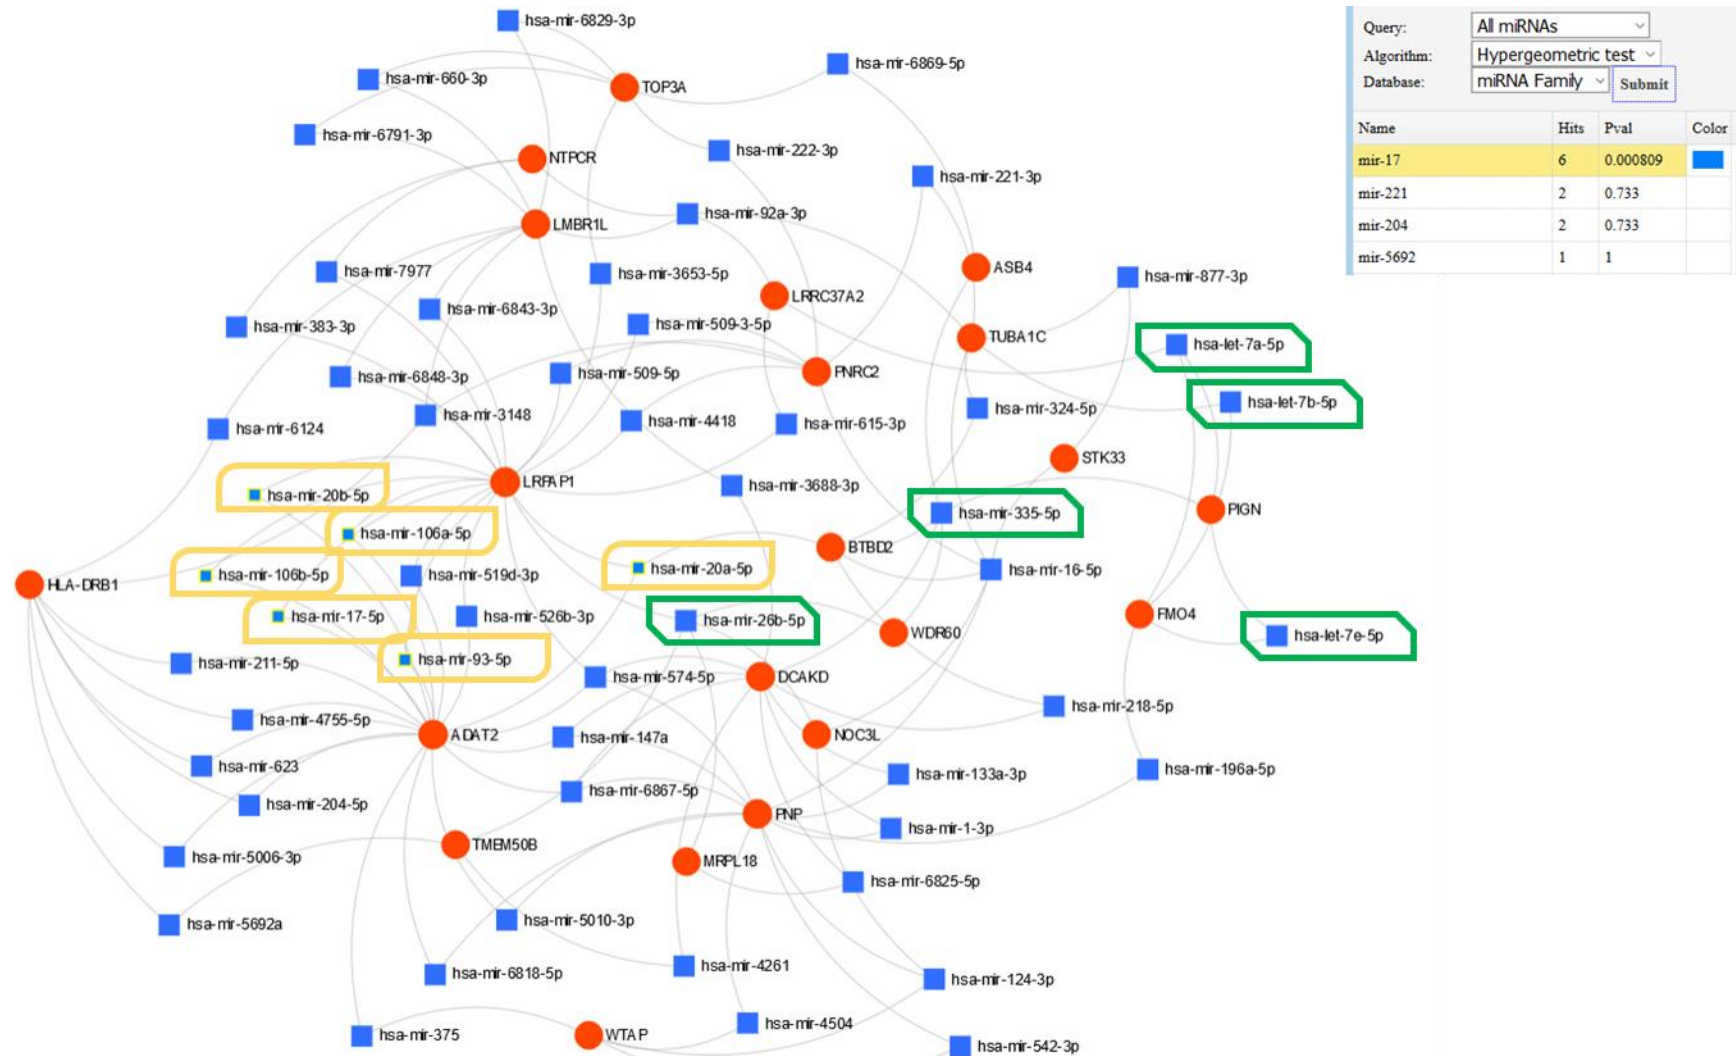 hsa-mir-6829-3p
hsa-mir-660-3p
TOP3A
hsa-mir-6869-5p
hsa-mir-6791-3p
NTPCR
hsa-mir-222-3p
hsa-mir-221-3p
LMBR1L
hsa-mir-92a-3p
hsa-mir-7977
hsa-mir-3653-5p
ASB4
hsa-mir-877-3p
LRRC37A2
hsa-mir-6843-3p
hsa-mir-383-3p
hsa-mir-509-3-5p
TUBA1C
hsa-let-7a-5p
hsa-mir-6848-3p
hsa-mir-509-5p
PNRC2
hsa-let-7b-5p
hsa-mir-3148
hsa-mir-4418
hsa-mir-615-3p
hsa-mir-324-5p
hsa-mir-6124
STK33
LRPAP1
hsa-mir-3688-3p
hsa-mir-20b-5p
hsa-mir-335-5p
PIGN
hsa-mir-106a-5p
BTBD2
hsa-mir-106b-5p
hsa-mir-519d-3p
hsa-mir-20a-5p
hsa-mir-16-5p
HLA-DRB1
hsa-mir-17-5p
hsa-mir-526b-3p
hsa-mir-26b-5p
WDR60
FMO4
hsa-let-7e-5p
hsa-mir-93-5p
hsa-mir-211-5p
hsa-mir-574-5p
DCAKD
hsa-mir-218-5p
hsa-mir-4755-5p
ADAT2
hsa-mir-147a
NOC3L
hsa-mir-623
hsa-mir-133a-3p
hsa-mir-196a-5p
hsa-mir-204-5p
hsa-mir-6867-5p
PNP
hsa-mir-1-3p
TMEM50B
hsa-mir-5006-3p
MRPL18
hsa-mir-6825-5p
hsa-mir-5692a
hsa-mir-5010-3p
hsa-mir-6818-5p
hsa-mir-4261
hsa-mir-124-3p
hsa-mir-375
WTAP
hsa-mir-4504
hsa-mir-542-3p
Query: All miRNAs
Algorithm: Hypergeometric test
Database: miRNA Family Submit
Name Hits Pval Color
mir-17 6 0.000809
mir-221 2 0.733
mir-204 2 0.733
mir-5692 1 1